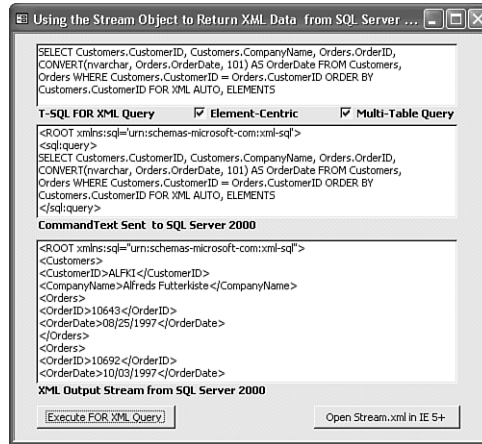 Using the Stream Object to Return XML Data from SQL Server ...
SELECT Customers.CustomerID, Customers.CompanyName, Orders.OrderID,
CONVERT(nvarchar, Orders.OrderDate, 101) AS OrderDate FROM Customers,
Orders WHERE Customers.CustomerID = Orders.CustomerID ORDER BY
Customers.CustomerID FOR XML AUTO, ELEMENTS
T-SQL FOR XML Query Element-Centric Multi-Table Query
<ROOT xmlns:sql='urn:schemas-microsoft-com:xml-sql'>
<sql:query>
SELECT Customers.CustomerID, Customers.CompanyName, Orders.OrderID,
CONVERT(nvarchar, Orders.OrderDate, 101) AS OrderDate FROM Customers,
Orders WHERE Customers.CustomerID = Orders.CustomerID ORDER BY
Customers.CustomerID FOR XML AUTO, ELEMENTS
</sql:query>
CommandText Sent to SQL Server 2000
<ROOT xmlns:sql="urn:schemas-microsoft-com:xml-sql">
<Customers>
<CustomerID>ALFKI</CustomerID>
<CompanyName>Alfreds Futterkiste</CompanyName>
<Orders>
<OrderID>10643</OrderID>
<OrderDate>08/25/1997</OrderDate>
</Orders>
<Orders>
<OrderID>10692</OrderID>
<OrderDate>10/03/1997</OrderDate>
XML Output Stream from SQL Server 2000
Execute FOR XML Query Open Stream.xml in IE 5+